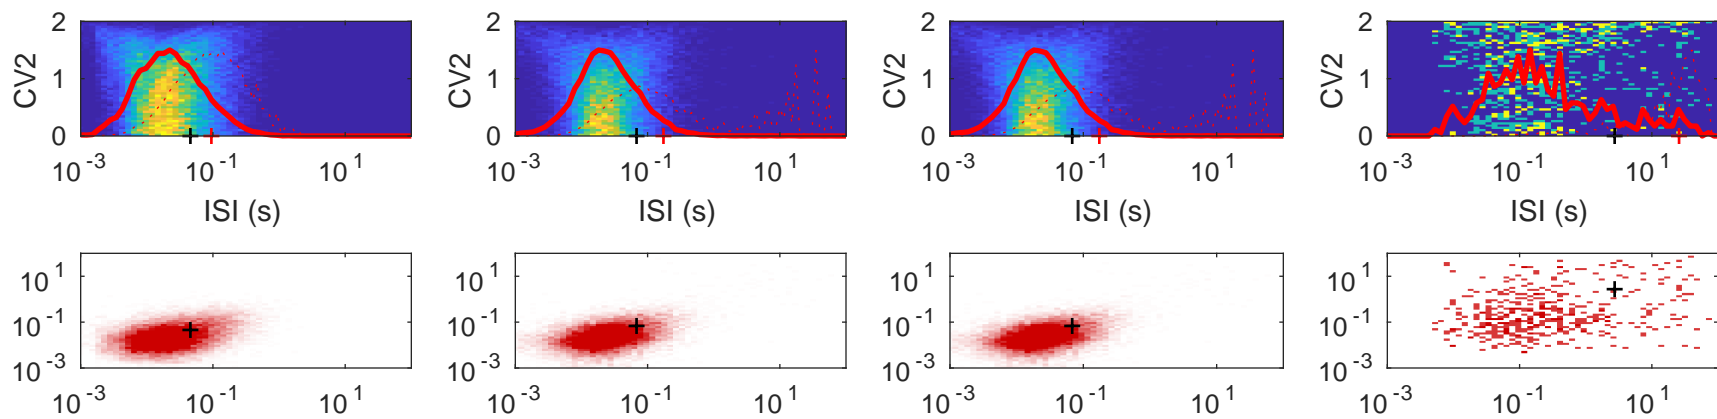 2 2 2 2
CV2 CV2 CV2 CV2
1 1 1 1
0 0 0 0
10^-3 10^-1 10^1 10^-3 10^-1 10^1 10^-3 10^-1 10^1 10^-3 10^-1 10^1
ISI (s) ISI (s) ISI (s) ISI (s)
10^1 10^1 10^1 10^1
10^-1 10^-1 10^-1 10^-1
10^-3 10^-3 10^-3 10^-3
10^-3 10^-1 10^1 10^-3 10^-1 10^1 10^-3 10^-1 10^1 10^-3 10^-1 10^1